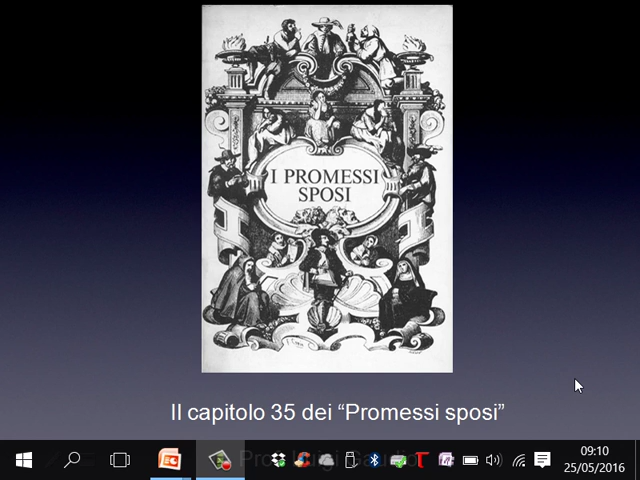 I PROMESSI
SPOSI
Il capitolo 35 dei “Promessi sposi”
09:10
25/05/2016